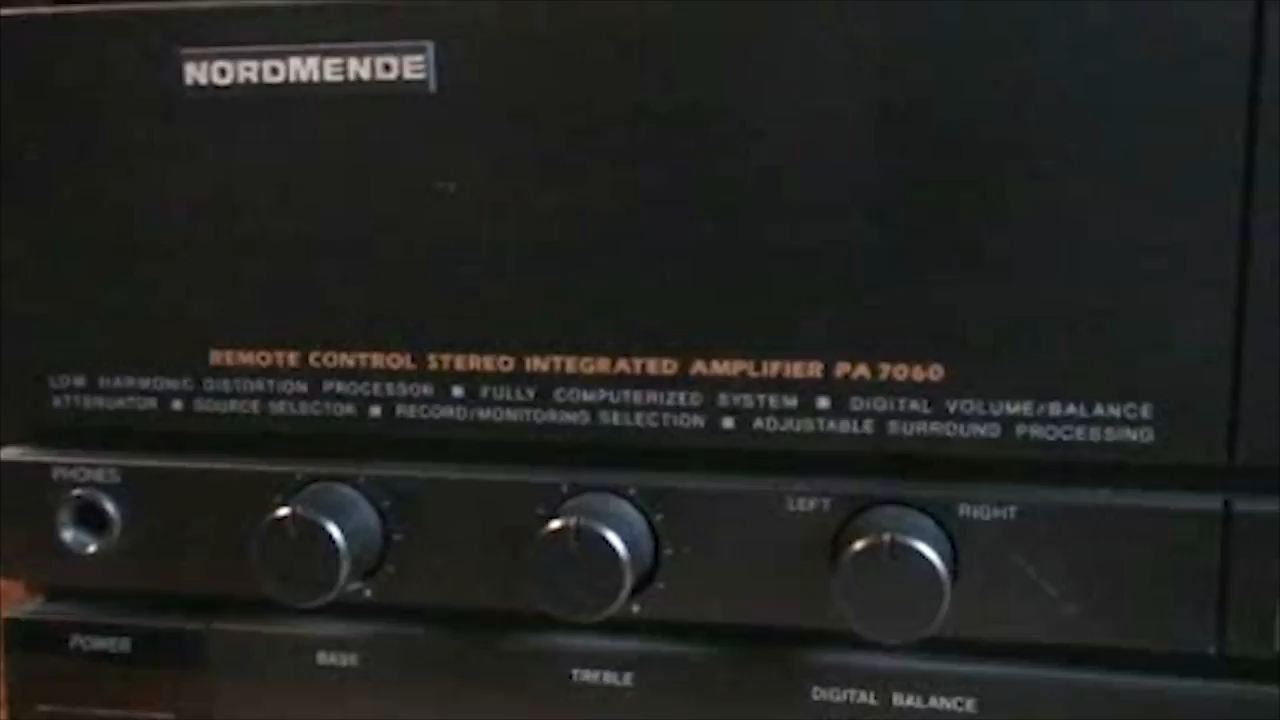 NORDMENDE
REMOTE CONTROL STEREO INTEGRATED AMPLIFIER PA 7060
LOW HARMONIC DISTORTION PROCESSOR ■ FULLY COMPUTERIZED SYSTEM ■ DIGITAL VOLUME/BALANCE
ATTENUATOR ■ SOURCE SELECTOR ■ RECORD/MONITORING SELECTION ■ ADJUSTABLE SURROUND PROCESSING
PHONES
LEFT RIGHT
POWER
BASS
TREBLE
DIGITAL BALANCE